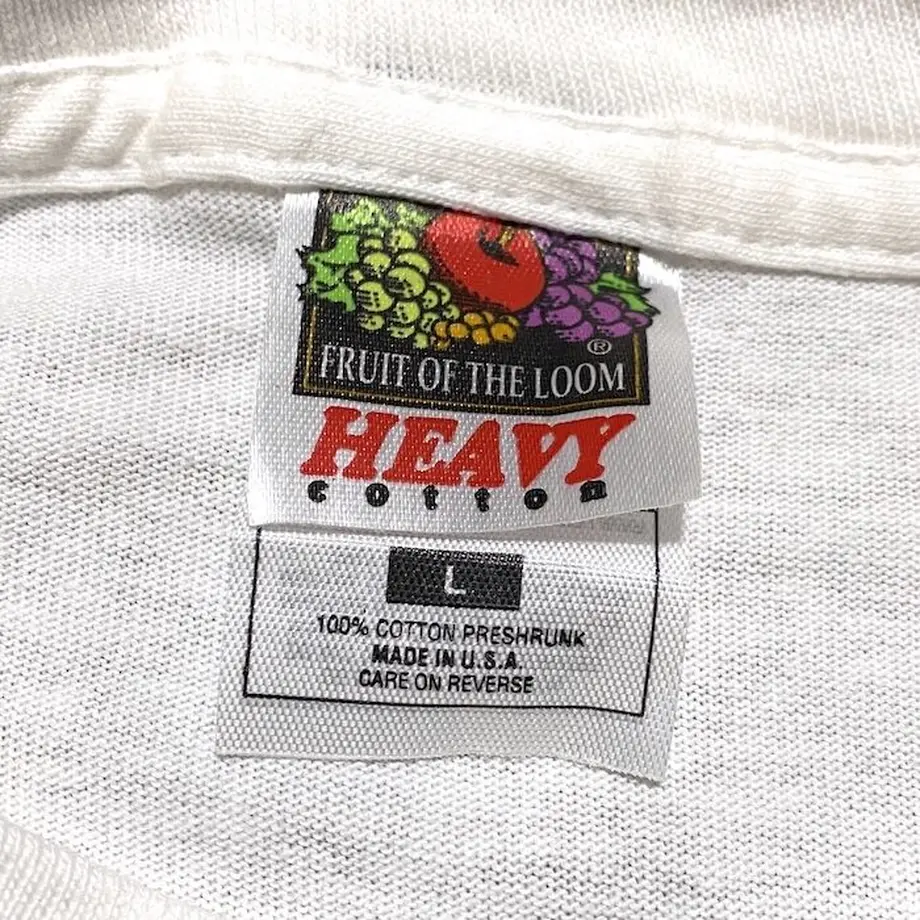 ®
FRUIT OF THE LOOM
HEAVY
cotton
L
100% COTTON PRESHRUNK
MADE IN U.S.A.
CARE ON REVERSE